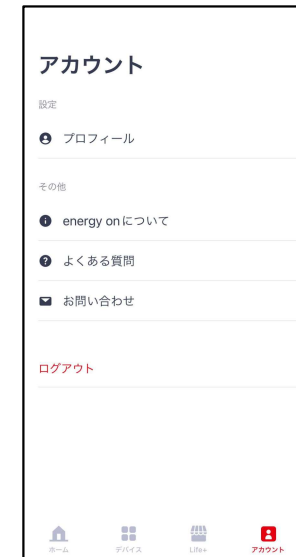 アカウント
設定
プロフィール
その他
energy onについて
よくある質問
お問い合わせ
ログアウト
ホーム
デバイス
Life+
アカウント